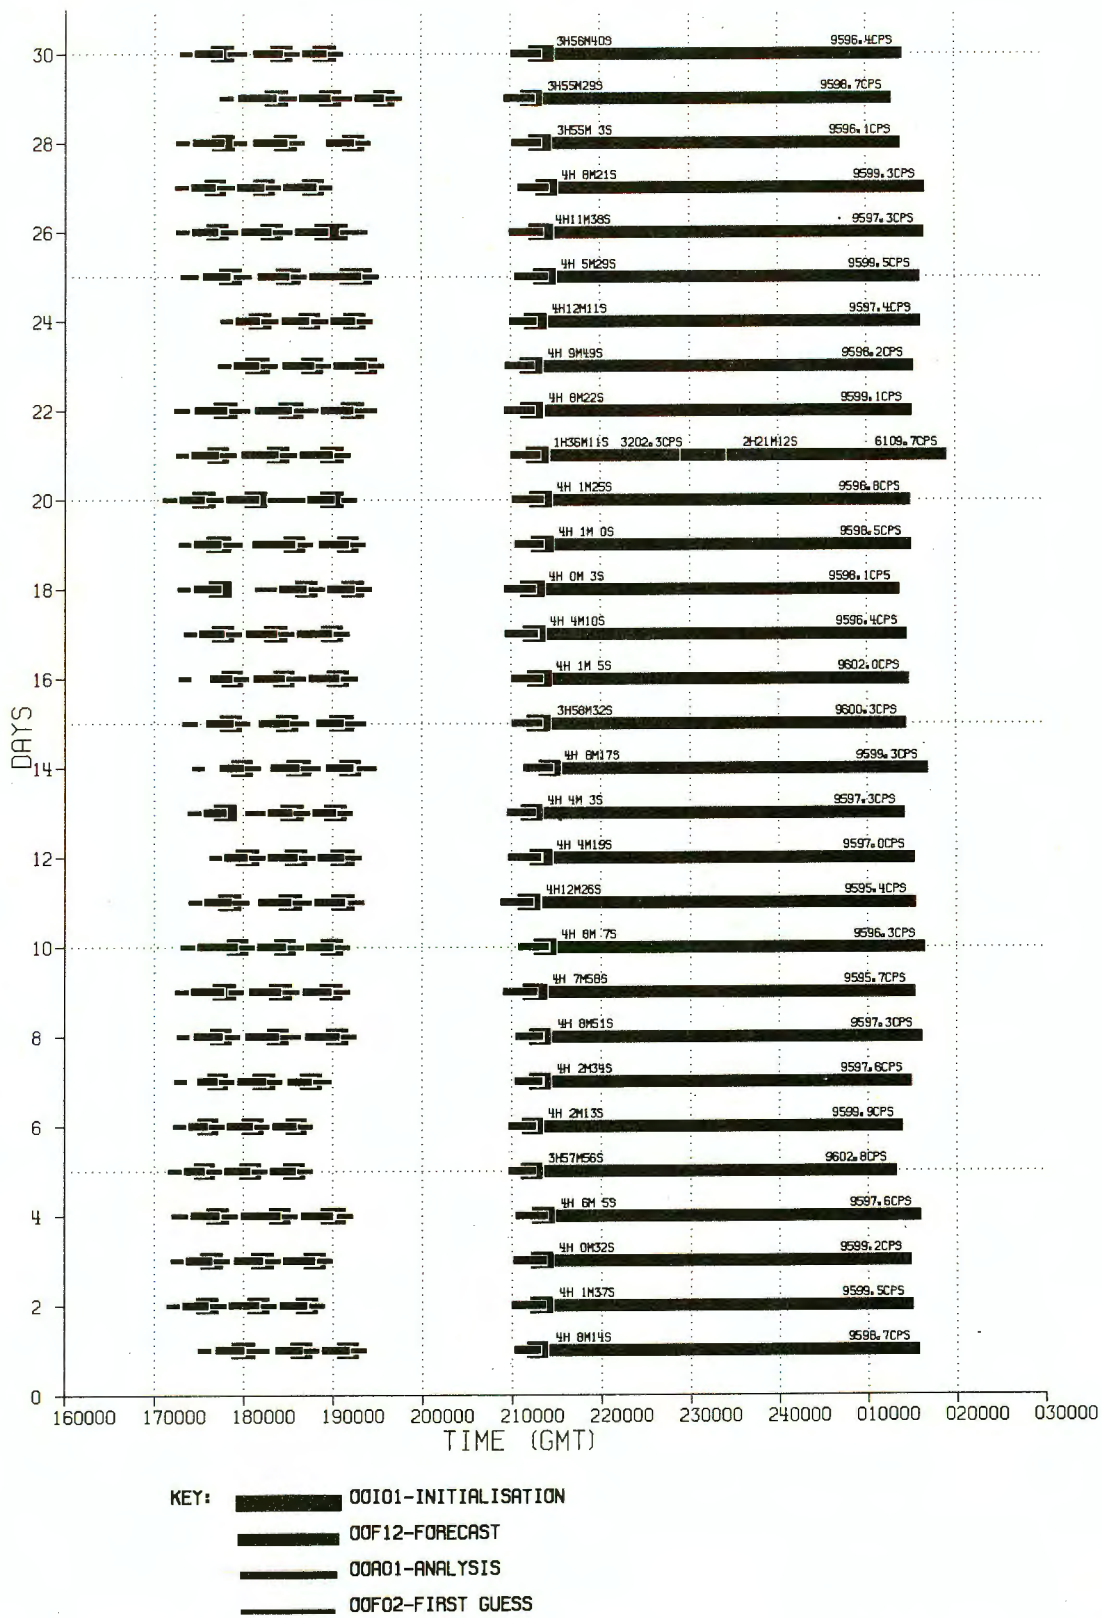 30
3H56M40S 9596.4CPS
3H55M29S 9598.7CPS
28
3H55M 3S 9596.1CPS
4H 8M21S 9599.3CPS
26
4H11M38S 9597.3CPS
4H 5M29S 9599.5CPS
24
4H12M11S 9597.4CPS
4H 9M49S 9598.2CPS
22
4H 8M22S 9599.1CPS
1H36M11S 3202.3CPS 2H21M12S 6109.7CPS
20
4H 1M25S 9596.8CPS
4H 1M 0S 9598.5CPS
18
4H 0M 3S 9598.1CPS
4H 4M10S 9596.4CPS
16
4H 1M 5S 9602.0CPS
3H58M32S 9600.3CPS
DAYS
14
4H 8M17S 9599.3CPS
4H 4M 3S 9597.3CPS
12
4H 4M19S 9597.0CPS
4H12M26S 9595.4CPS
10
4H 8M 7S 9596.3CPS
4H 7M58S 9595.7CPS
8
4H 8M51S 9597.3CPS
4H 2M34S 9597.6CPS
6
4H 2M13S 9599.9CPS
3H57M56S 9602.8CPS
4
4H 6M 5S 9597.6CPS
4H 0M32S 9599.2CPS
2
4H 1M37S 9599.5CPS
4H 8M14S 9598.7CPS
0
160000 170000 180000 190000 200000 210000 220000 230000 240000 010000 020000 030000
TIME (GMT)
KEY: 00I01-INITIALISATION
00F12-FORECAST
00A01-ANALYSIS
00F02-FIRST GUESS